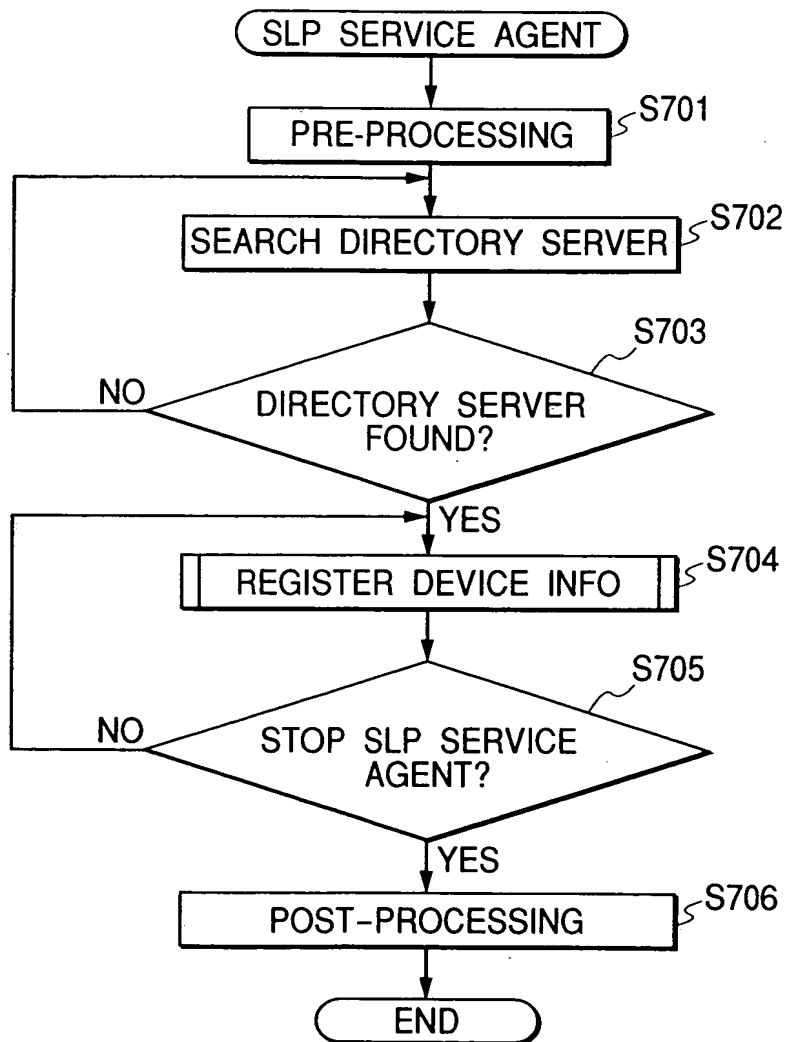 SLP SERVICE AGENT
S701
PRE-PROCESSING
S702
SEARCH DIRECTORY SERVER
S703
NO
DIRECTORY SERVER
FOUND?
YES
S704
REGISTER DEVICE INFO
S705
NO
STOP SLP SERVICE
AGENT?
YES
S706
POST-PROCESSING
END